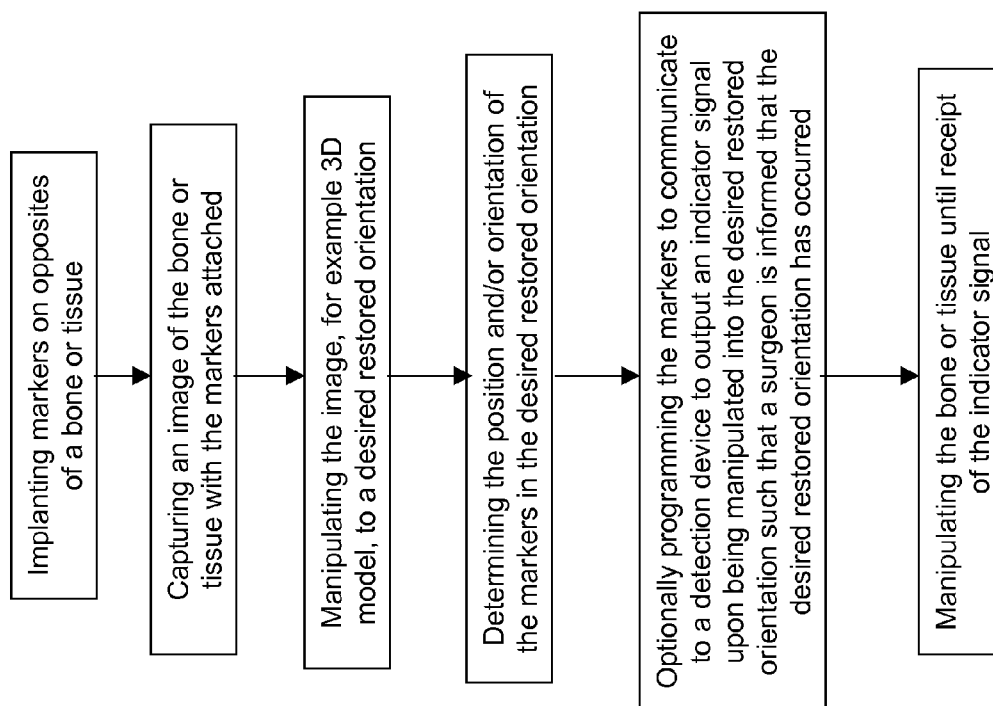 Implanting markers on opposites
of a bone or tissue
Capturing an image of the bone or
tissue with the markers attached
Manipulating the image, for example 3D
model, to a desired restored orientation
Determining the position and/or orientation of
the markers in the desired restored orientation
Optionally programming the markers to communicate
to a detection device to output an indicator signal
upon being manipulated into the desired restored
orientation such that a surgeon is informed that the
desired restored orientation has occurred
Manipulating the bone or tissue until receipt
of the indicator signal